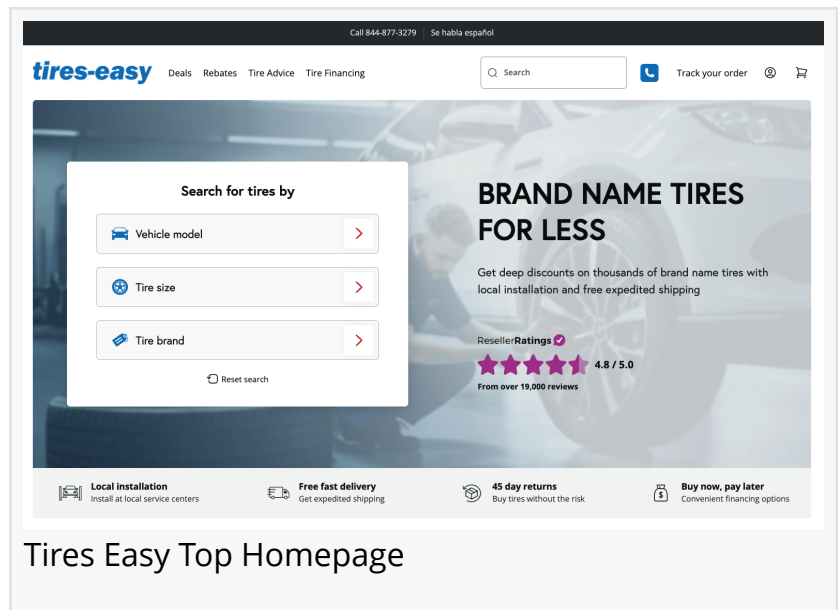 Call 844-877-3279 Se habla español
tires-easy Deals Rebates Tire Advice Tire Financing Search Track your order
Search for tires by
Vehicle model
Tire size
Tire brand
Reset search
BRAND NAME TIRES
FOR LESS
Get deep discounts on thousands of brand name tires with
local installation and free expedited shipping
ResellerRatings
4.8 / 5.0
From over 19,000 reviews
Local installation
Install at local service centers
Free fast delivery
Get expedited shipping
45 day returns
Buy tires without the risk
Buy now, pay later
Convenient financing options
Tires Easy Top Homepage